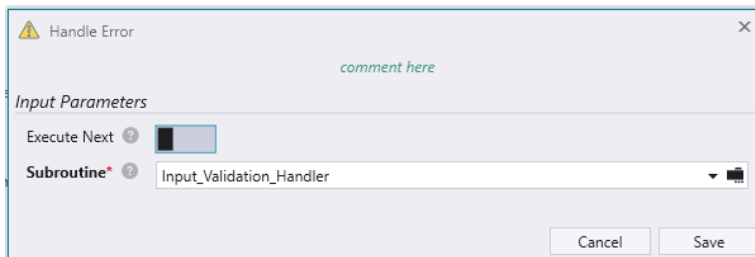 Handle Error
comment here
Input Parameters
Execute Next
Subroutine*
Input_Validation_Handler
Cancel
Save